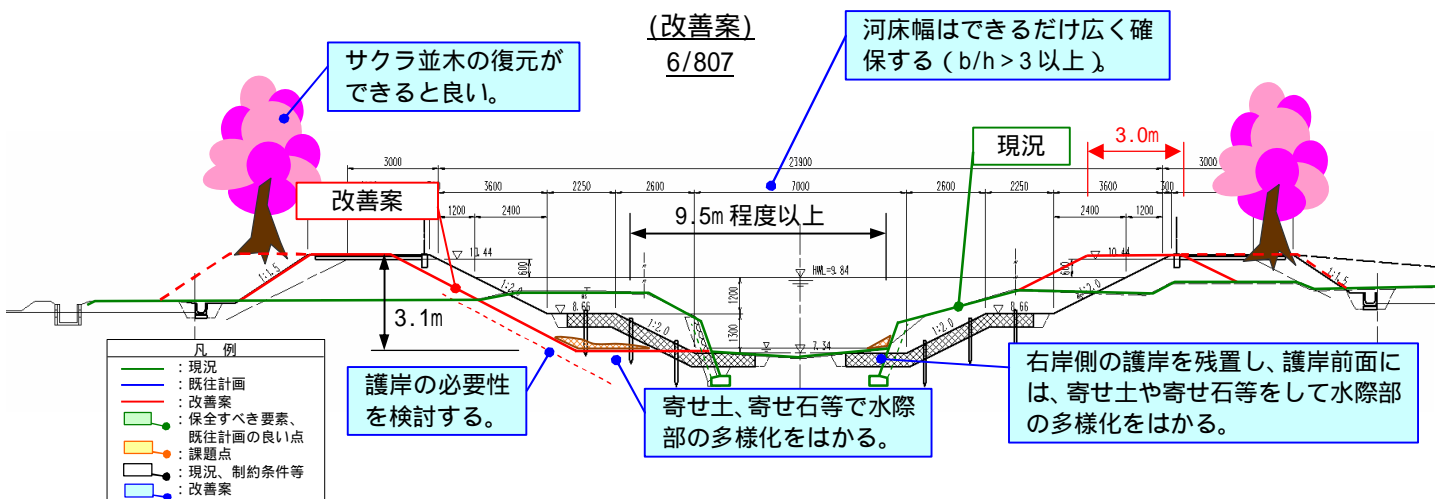 (改善案)
6/807
サクラ並木の復元が
できると良い。
河床幅はできるだけ広く確
保する(b/h>3以上)。
現況
3.0m
改善案
3000
23900
3000
3600
2250
2600
7000
2600
2250
3600
300
1200
2400
2400
1200
9.5m 程度以上
10.44
10.44
600
600
HWL=9.84
1:1.5
1:2.0
1:2.0
1:1.5
1200
1300
8.66
8.66
1:2.0
1:2.0
7.34
3.1m
護岸の必要性
を検討する。
寄せ土、寄せ石等で水際
部の多様化をはかる。
右岸側の護岸を残置し、護岸前面に
は、寄せ土や寄せ石等をして水際部
の多様化をはかる。
凡 例
:現況
:既往計画
:改善案
:保全すべき要素、
既往計画の良い点
:課題点
:現況、制約条件等
:改善案